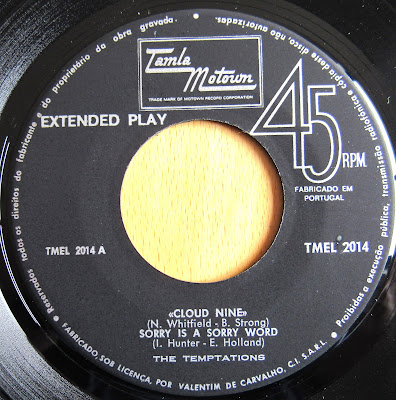 Reservados todos os direitos do fabricante e do proprietário da obra gravada.
Proibidas a execução pública, transmissão radiofónica e cópia deste disco, não autorizadas.
Tamla
Motown
TRADE MARK OF MOTOWN RECORD CORPORATION
EXTENDED PLAY
45
RPM
FABRICADO EM
PORTUGAL
TMEL 2014 A
TMEL 2014
«CLOUD NINE»
(N. Whitfield - B. Strong)
SORRY IS A SORRY WORD
(I. Hunter - E. Holland)
THE TEMPTATIONS
FABRICADO, SOB LICENÇA, POR VALENTIM DE CARVALHO, C.I. S.A.R.L.